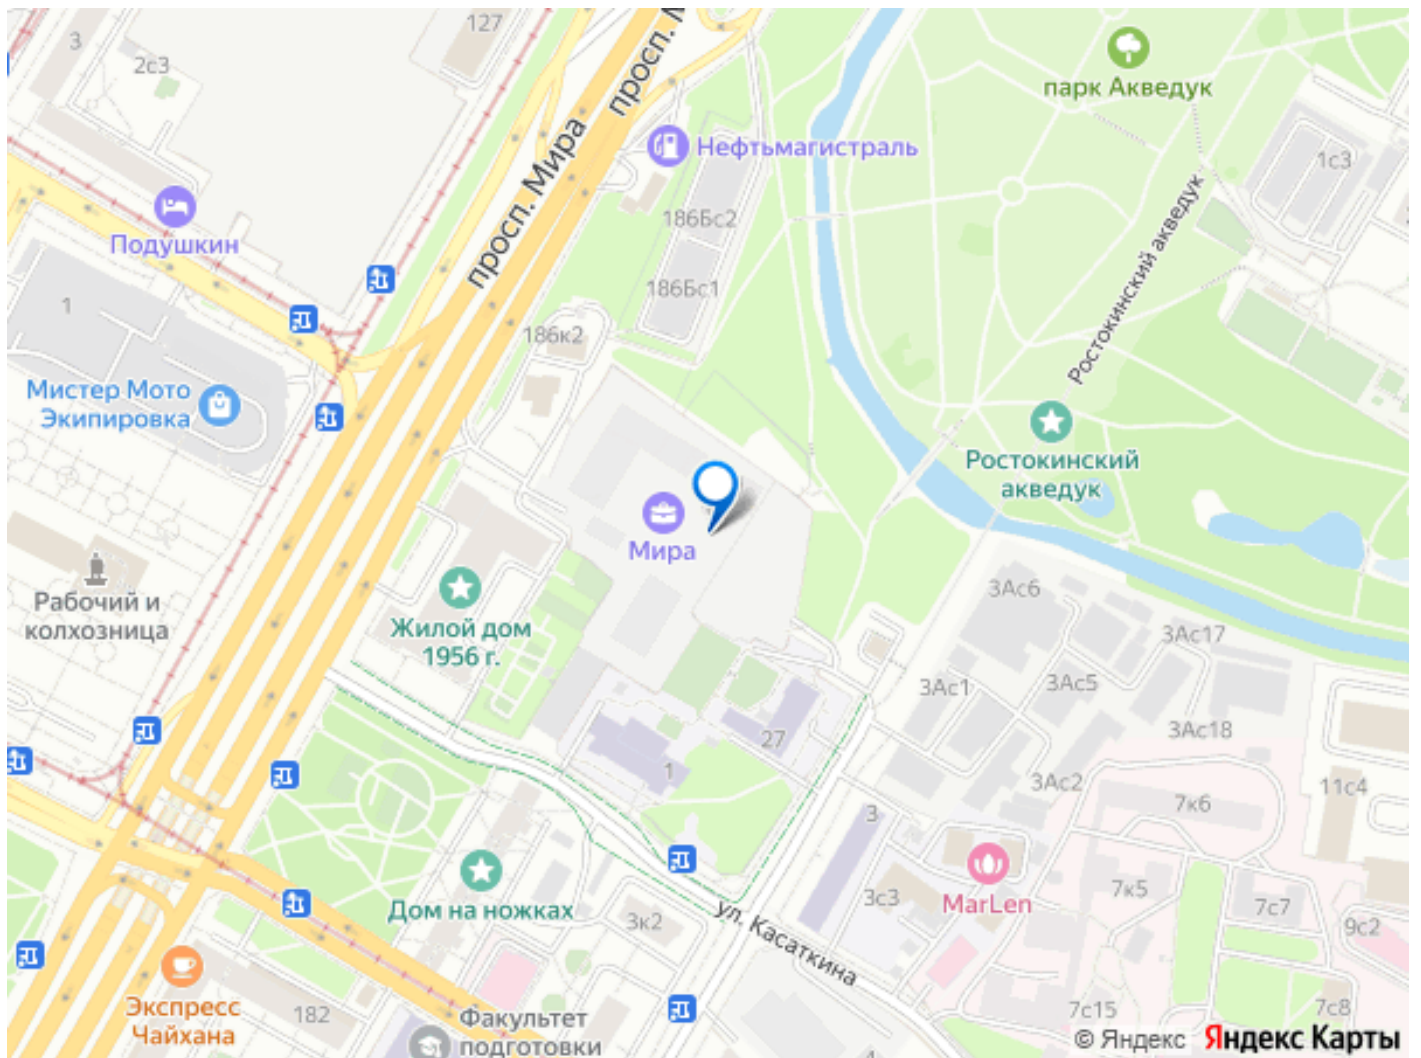 127
3
2с3
парк Акведук
просп. Мира
просп. М
Нефтьмагистраль
1с3
Подушкин
186Бс2
Ростокинский акведук
186Бс1
1
186к2
Мистер Мото
Экипировка
Ростокинский
акведук
Мира
Рабочий и
колхозница
Жилой дом
1956 г.
3Ас6
3Ас17
3Ас1
3Ас5
3Ас18
27
1
3Ас2
11с4
7к6
3
7к5
3с3
MarLen
7с7
Дом на ножках
3к2
ул. Касаткина
9с2
Экспресс
Чайхана
182
Факультет
подготовки
7с15
7с8
4
© Яндекс Яндекс Карты